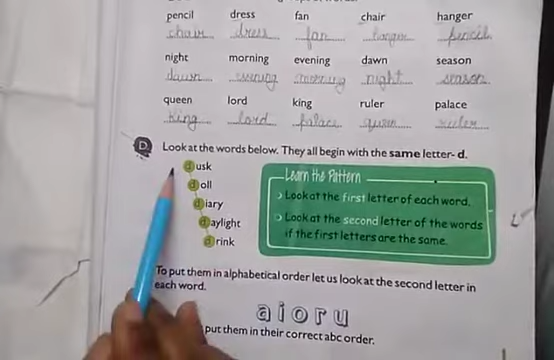 pencil dress fan chair hanger
chair dress fan hanger pencil
night morning evening dawn season
dawn evening morning night season
queen lord king ruler palace
king lord palace queen ruler
D. Look at the words below. They all begin with the same letter- d.
dusk
doll
diary
daylight
drink
Learn the Pattern
Look at the first letter of each word.
Look at the second letter of the words
if the first letters are the same.
To put them in alphabetical order let us look at the second letter in
each word.
a i o r u
put them in their correct abc order.